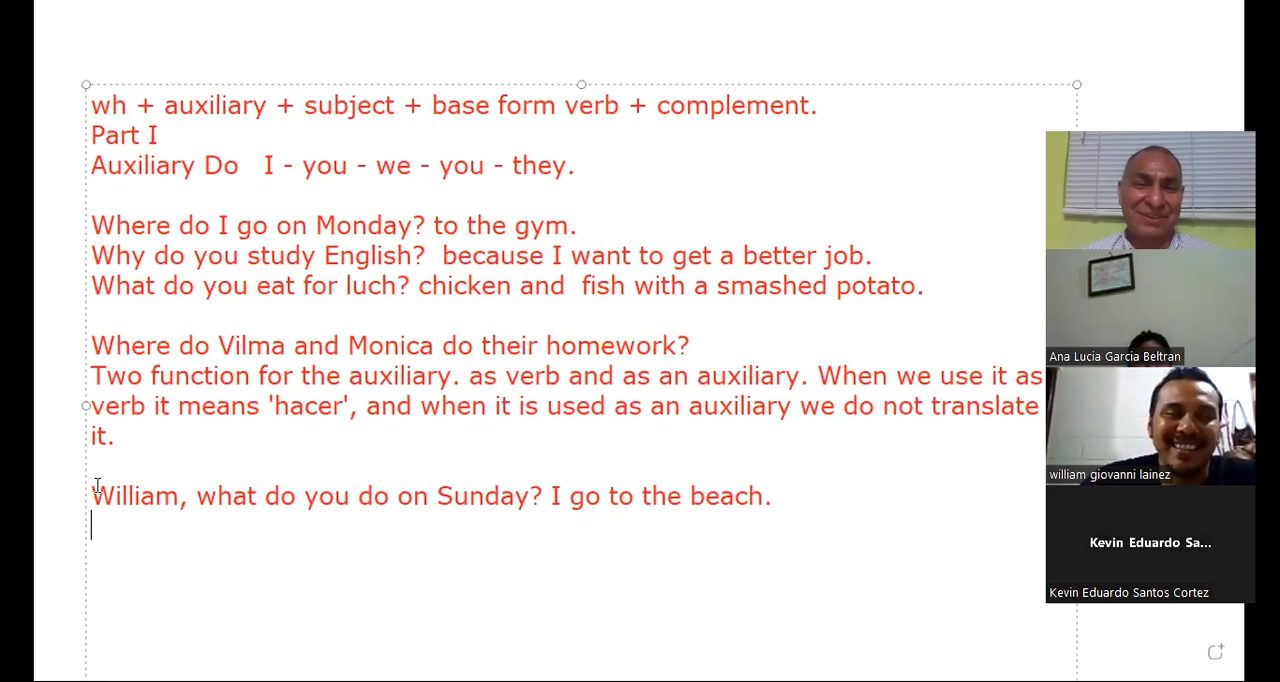 wh + auxiliary + subject + base form verb + complement.
Part I
Auxiliary Do I - you - we - you - they.
Where do I go on Monday? to the gym.
Why do you study English? because I want to get a better job.
What do you eat for luch? chicken and fish with a smashed potato.
Where do Vilma and Monica do their homework?
Two function for the auxiliary. as verb and as an auxiliary. When we use it as
verb it means 'hacer', and when it is used as an auxiliary we do not translate
it.
William, what do you do on Sunday? I go to the beach.
Ana Lucia Garcia Beltran
william giovanni lainez
Kevin Eduardo Sa...
Kevin Eduardo Santos Cortez